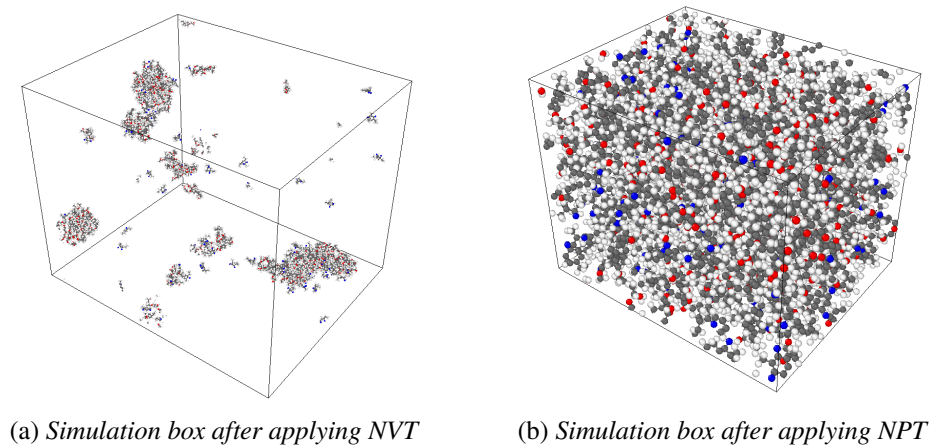 (a) Simulation box after applying NVT
(b) Simulation box after applying NPT